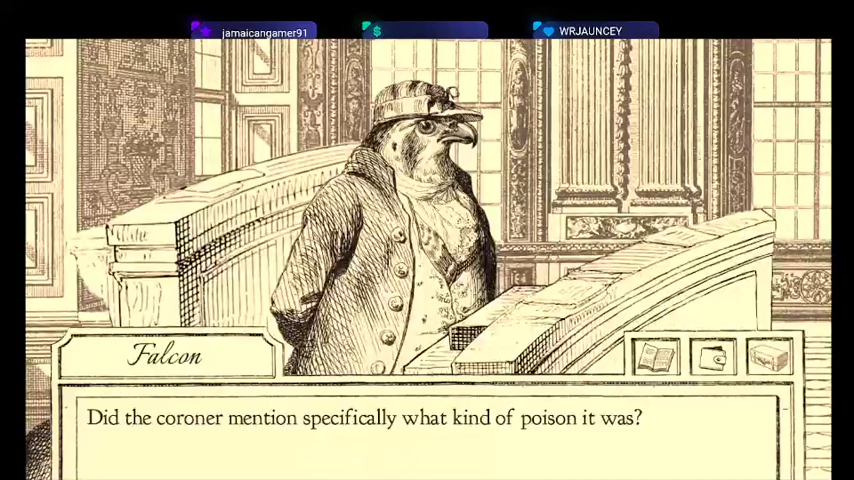 jamaicangamer91
$
WRJAUNCEY
Falcon
Did the coroner mention specifically what kind of poison it was?